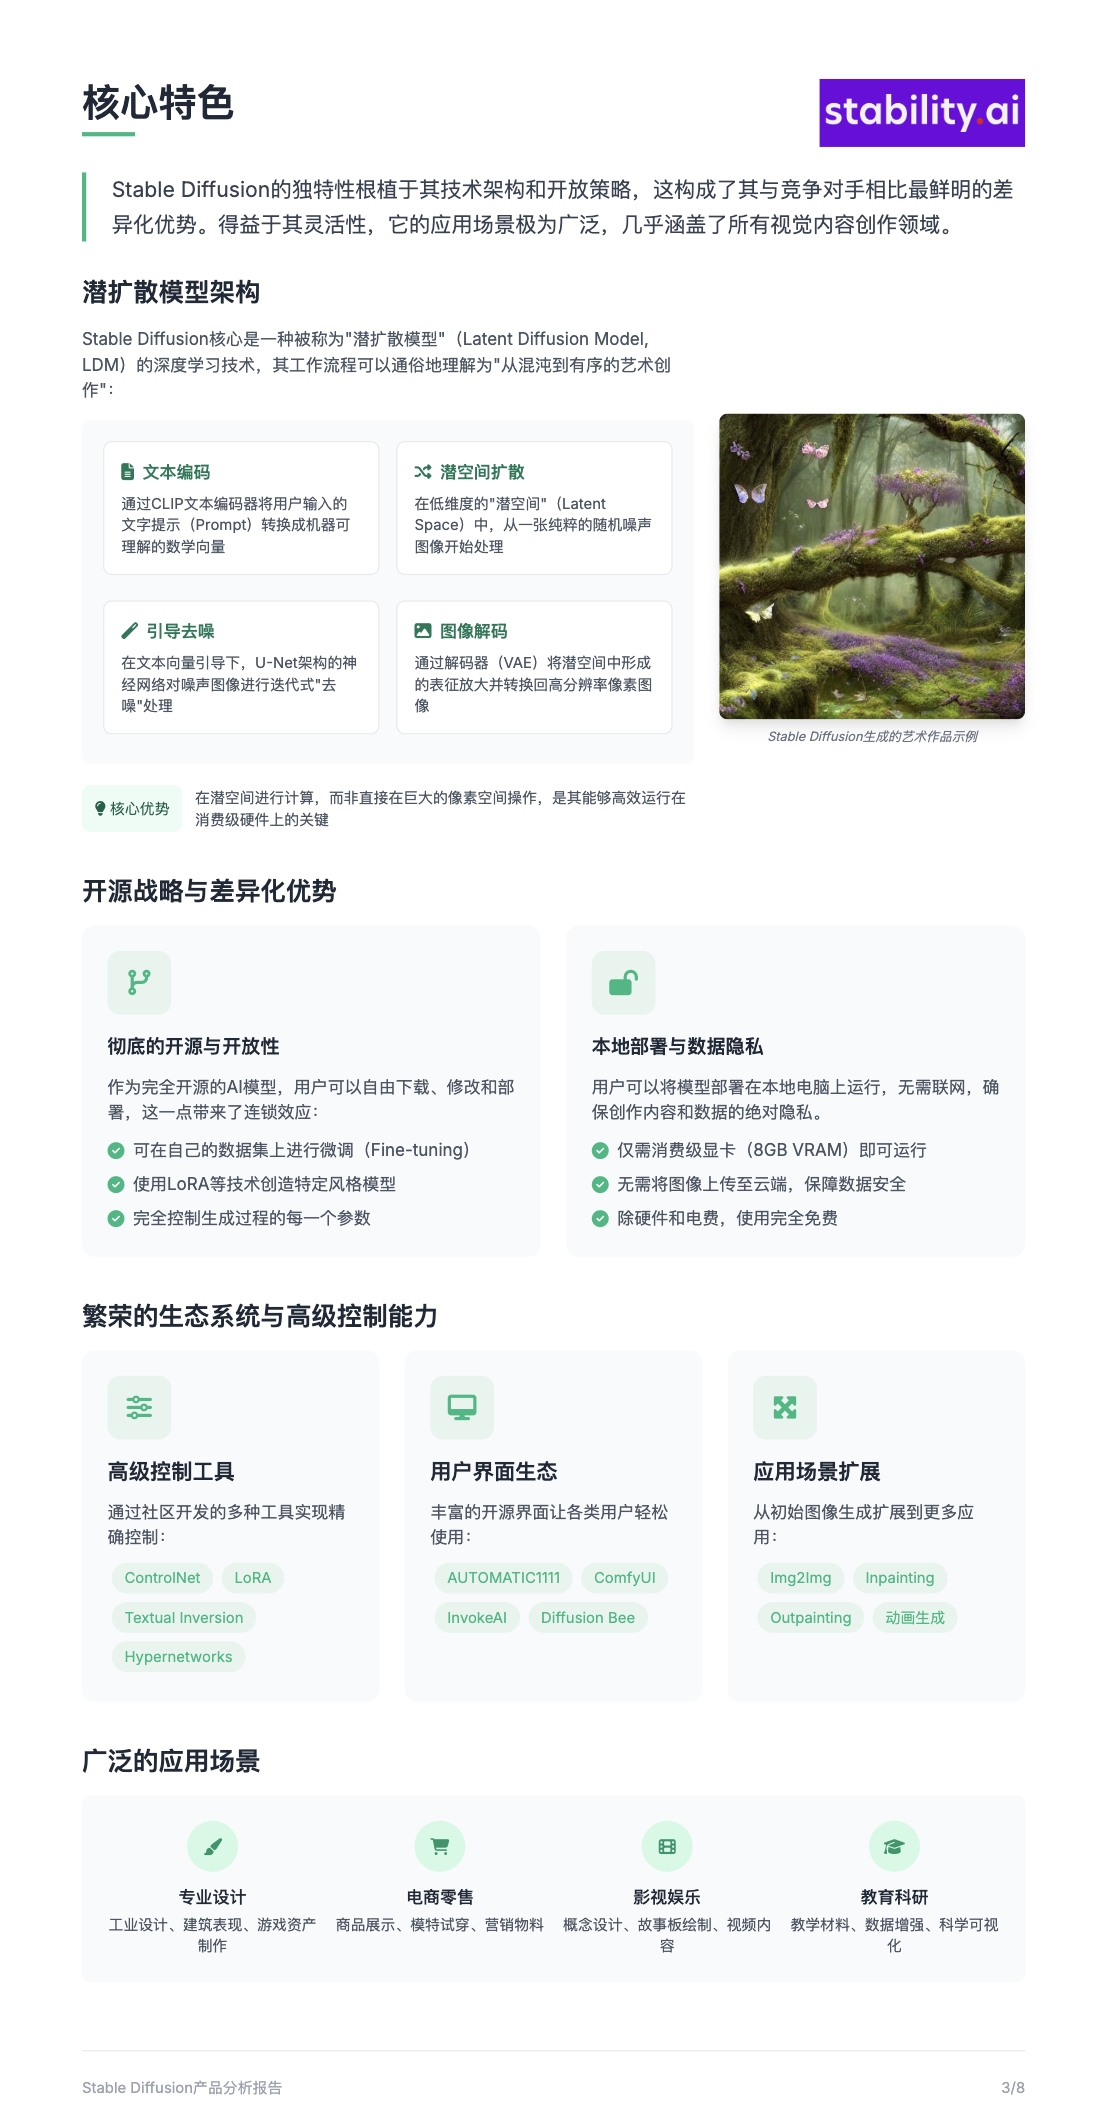 核心特色
stability.ai
Stable Diffusion的独特性根植于其技术架构和开放策略，这构成了其与竞争对手相比最鲜明的差
异化优势。得益于其灵活性，它的应用场景极为广泛，几乎涵盖了所有视觉内容创作领域。
潜扩散模型架构
Stable Diffusion核心是一种被称为"潜扩散模型"（Latent Diffusion Model,
LDM）的深度学习技术，其工作流程可以通俗地理解为"从混沌到有序的艺术创
作"：
文本编码
通过CLIP文本编码器将用户输入的
文字提示（Prompt）转换成机器可
理解的数学向量
潜空间扩散
在低维度的"潜空间"（Latent
Space）中，从一张纯粹的随机噪声
图像开始处理
引导去噪
在文本向量引导下，U-Net架构的神
经网络对噪声图像进行迭代式"去
噪"处理
图像解码
通过解码器（VAE）将潜空间中形成
的表征放大并转换回高分辨率像素图
像
Stable Diffusion生成的艺术作品示例
核心优势
在潜空间进行计算，而非直接在巨大的像素空间操作，是其能够高效运行在
消费级硬件上的关键
开源战略与差异化优势
彻底的开源与开放性
作为完全开源的AI模型，用户可以自由下载、修改和部
署，这一点带来了连锁效应：
可在自己的数据集上进行微调（Fine-tuning）
使用LoRA等技术创造特定风格模型
完全控制生成过程的每一个参数
本地部署与数据隐私
用户可以将模型部署在本地电脑上运行，无需联网，确
保创作内容和数据的绝对隐私。
仅需消费级显卡（8GB VRAM）即可运行
无需将图像上传至云端，保障数据安全
除硬件和电费，使用完全免费
繁荣的生态系统与高级控制能力
高级控制工具
通过社区开发的多种工具实现精
确控制：
ControlNet LoRA
Textual Inversion
Hypernetworks
用户界面生态
丰富的开源界面让各类用户轻松
使用：
AUTOMATIC1111 ComfyUI
InvokeAI Diffusion Bee
应用场景扩展
从初始图像生成扩展到更多应
用：
Img2Img Inpainting
Outpainting 动画生成
广泛的应用场景
专业设计
工业设计、建筑表现、游戏资产
制作
电商零售
商品展示、模特试穿、营销物料
影视娱乐
概念设计、故事板绘制、视频内
容
教育科研
教学材料、数据增强、科学可视
化
Stable Diffusion产品分析报告
3/8